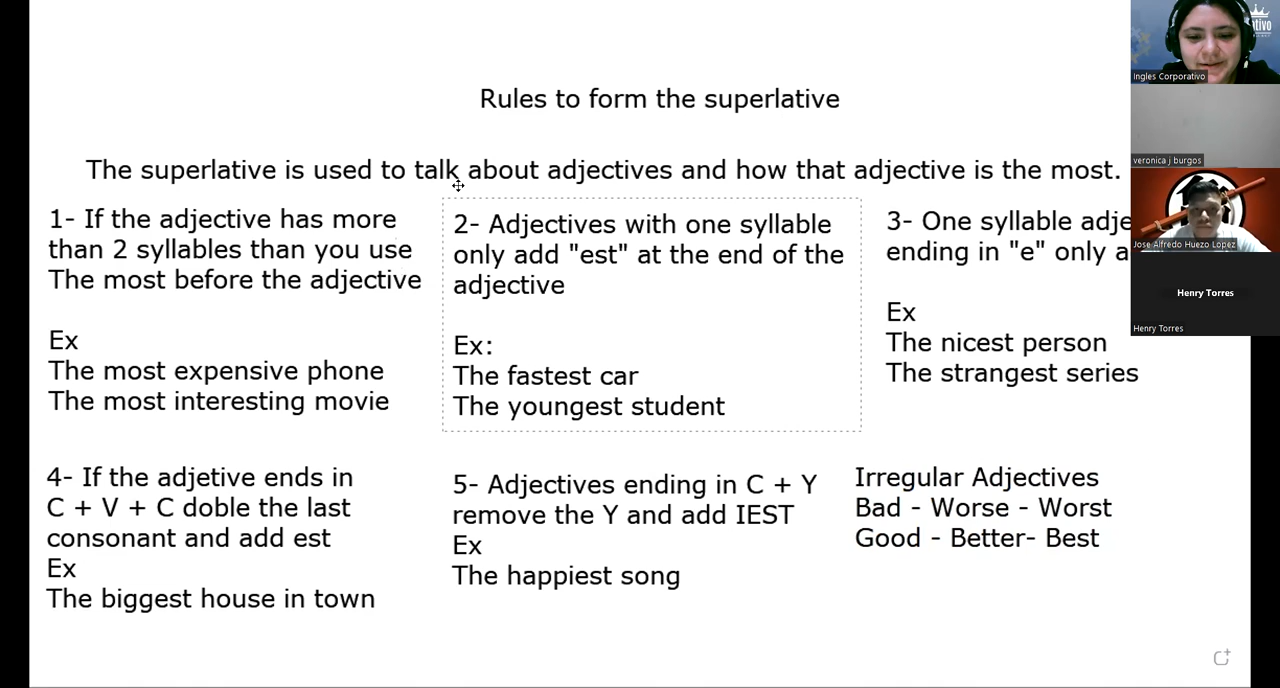 Rules to form the superlative
The superlative is used to talk about adjectives and how that adjective is the most.
1- If the adjective has more
than 2 syllables than you use
The most before the adjective
Ex
The most expensive phone
The most interesting movie
2- Adjectives with one syllable
only add "est" at the end of the
adjective
Ex:
The fastest car
The youngest student
3- One syllable
ending in "e" only
Ex
The nicest person
The strangest series
4- If the adjetive ends in
C + V + C doble the last
consonant and add est
Ex
The biggest house in town
5- Adjectives ending in C + Y
remove the Y and add IEST
Ex
The happiest song
Irregular Adjectives
Bad - Worse - Worst
Good - Better- Best
Ingles Corporativo
veronica j burgos
Jose Alfredo Huezo Lopez
Henry Torres
Henry Torres